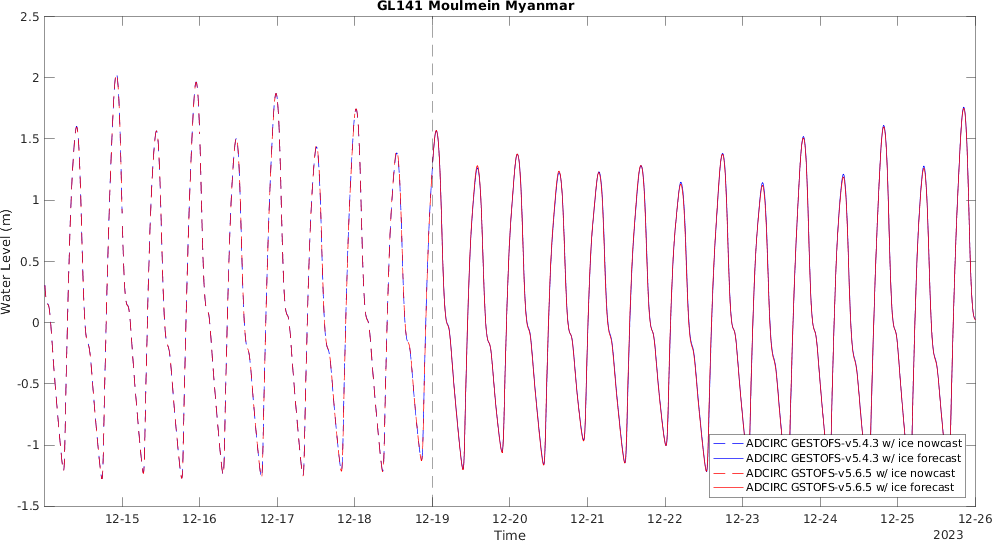 GL141 Moulmein Myanmar
2.5
2
1.5
1
0.5
0
-0.5
-1
-1.5
Water Level (m)
ADCIRC GESTOFS-v5.4.3 w/ ice nowcast
ADCIRC GESTOFS-v5.4.3 w/ ice forecast
ADCIRC GSTOFS-v5.6.5 w/ ice nowcast
ADCIRC GSTOFS-v5.6.5 w/ ice forecast
12-15 12-16 12-17 12-18 12-19 12-20 12-21 12-22 12-23 12-24 12-25 12-26
Time
2023